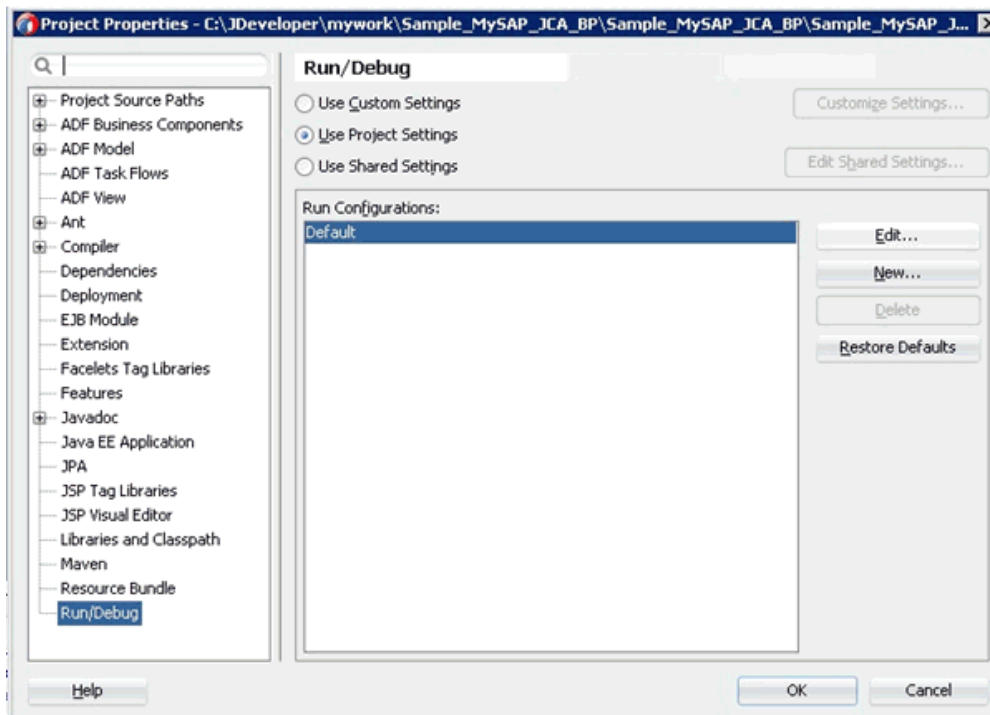 Project Properties - C:\JDeveloper\mywork\Sample_MySAP_JCA_BP\Sample_MySAP_JCA_BP\Sample_MySAP_J...
Project Source Paths
ADF Business Components
ADF Model
ADF Task Flows
ADF View
Ant
Compiler
Dependencies
Deployment
EJB Module
Extension
Facelets Tag Libraries
Features
Javadoc
Java EE Application
JPA
JSP Tag Libraries
JSP Visual Editor
Libraries and Classpath
Maven
Resource Bundle
Run/Debug
Run/Debug
Use Custom Settings
Customize Settings...
Use Project Settings
Use Shared Settings
Edit Shared Settings...
Run Configurations:
Default
Edit...
New...
Delete
Restore Defaults
Help
OK
Cancel